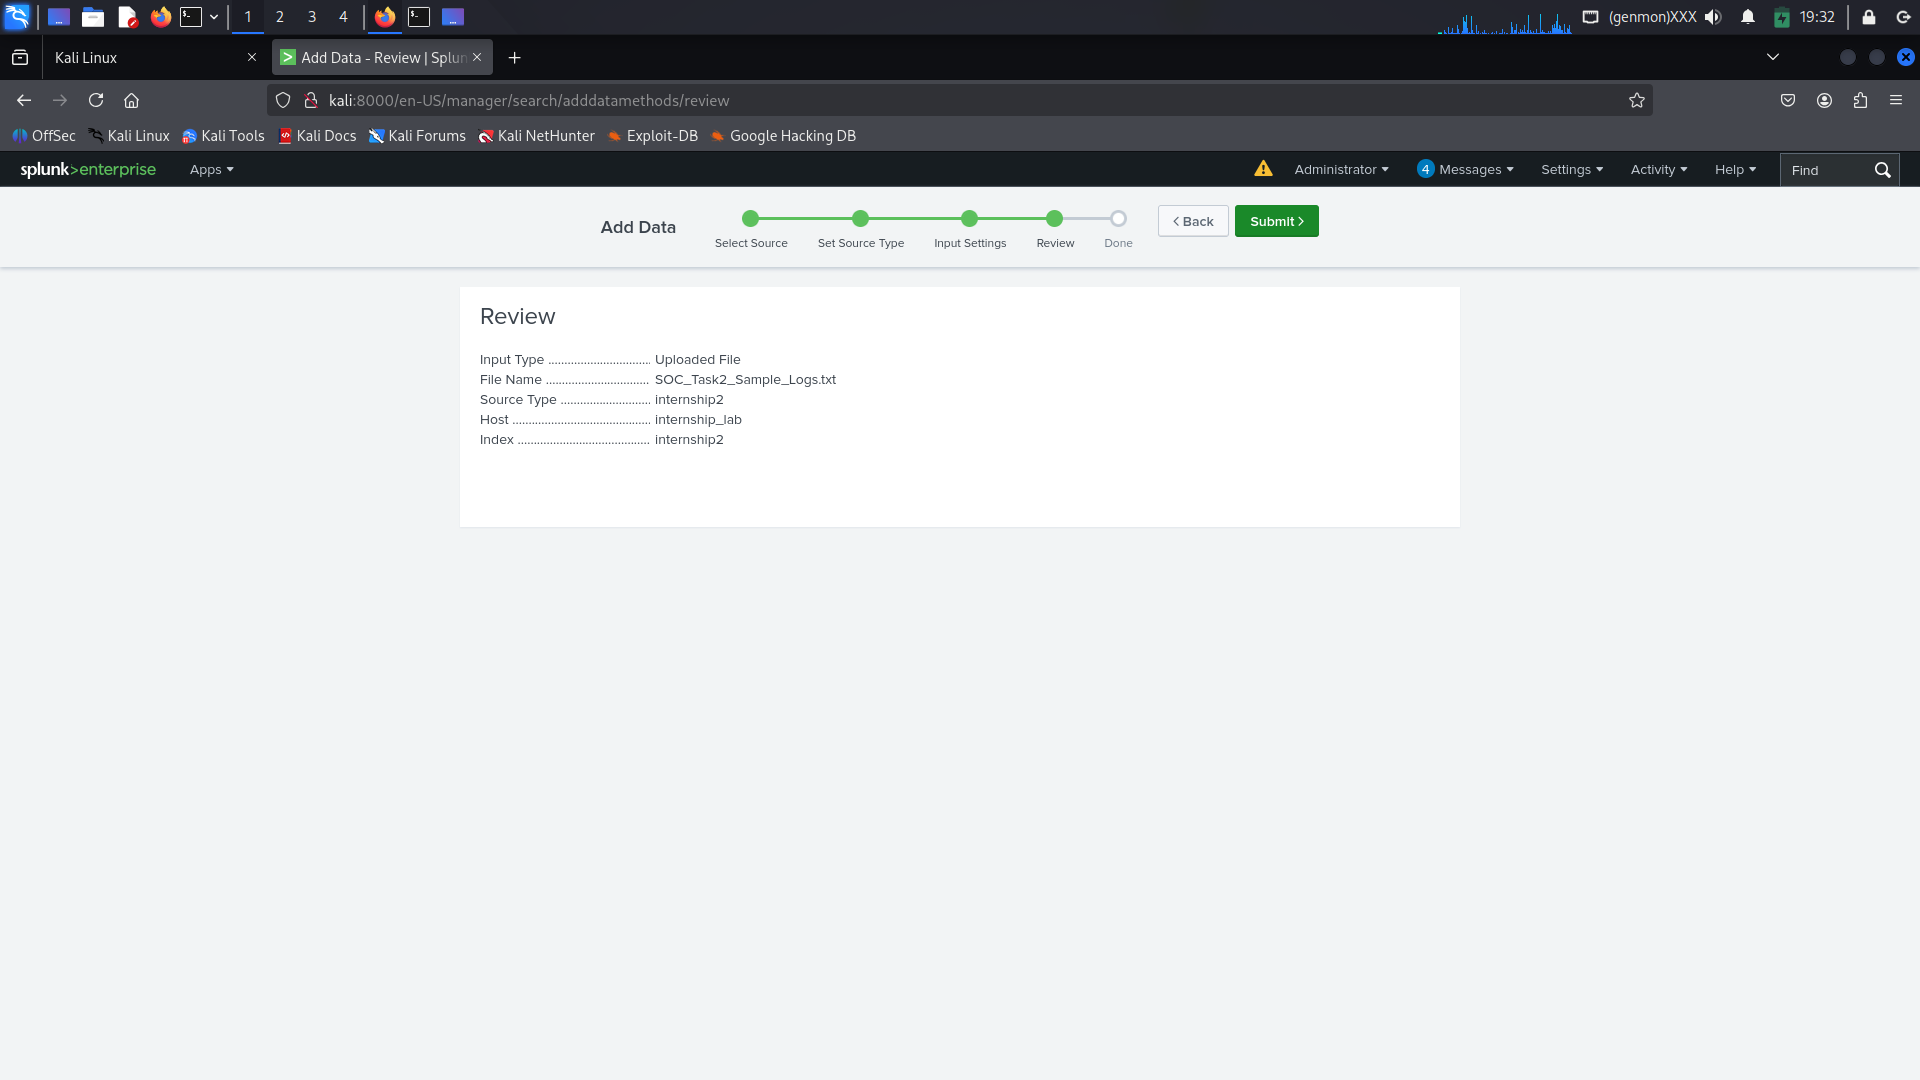 1 2 3 4 (genmon)XXX 19:32
Kali Linux Add Data - Review | Splun
kali:8000/en-US/manager/search/adddatamethods/review
OffSec Kali Linux Kali Tools Kali Docs Kali Forums Kali NetHunter Exploit-DB Google Hacking DB
splunk>enterprise Apps Administrator 4 Messages Settings Activity Help Find
Add Data Select Source Set Source Type Input Settings Review Done < Back Submit >
Review
Input Type ................................ Uploaded File
File Name ................................ SOC_Task2_Sample_Logs.txt
Source Type ............................ internship2
Host ........................................... internship_lab
Index ......................................... internship2